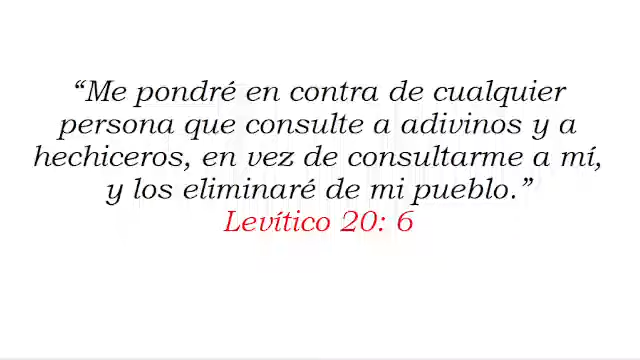 “Me pondré en contra de cualquier
persona que consulte a adivinos y a
hechiceros, en vez de consultarme a mí,
y los eliminaré de mi pueblo.”
Levítico 20: 6